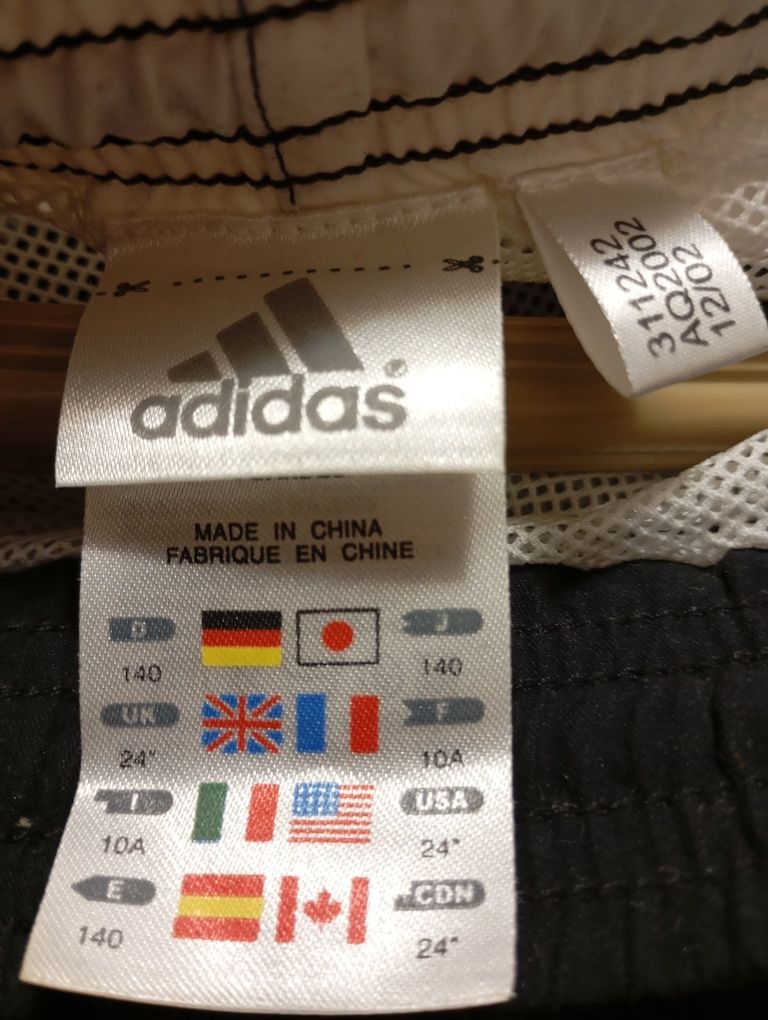 adidas®
MADE IN CHINA
FABRIQUE EN CHINE
D J
140 140
UK F
24" 10A
I USA
10A 24"
E CDN
140 24"
311242
AQ2002
12/02